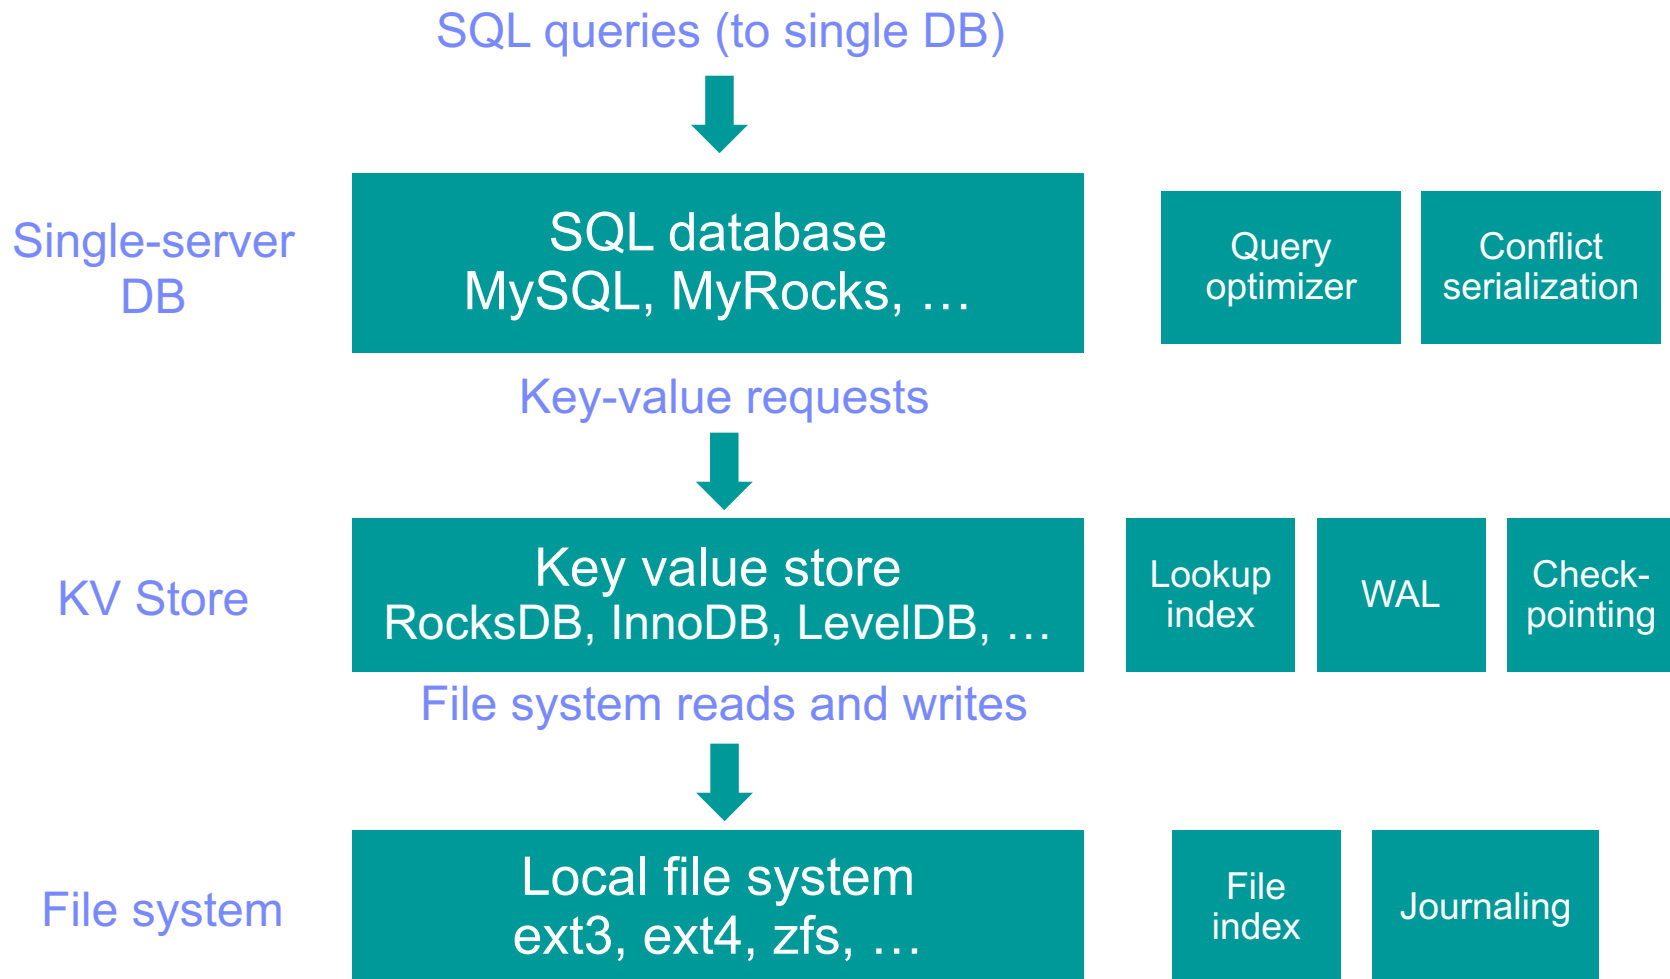 SQL queries (to single DB)
Single-server
DB
SQL database
MySQL, MyRocks, …
Query
optimizer
Conflict
serialization
Key-value requests
KV Store
Key value store
RocksDB, InnoDB, LevelDB, …
Lookup
index
WAL
Check-
pointing
File system reads and writes
File system
Local file system
ext3, ext4, zfs, …
File
index
Journaling